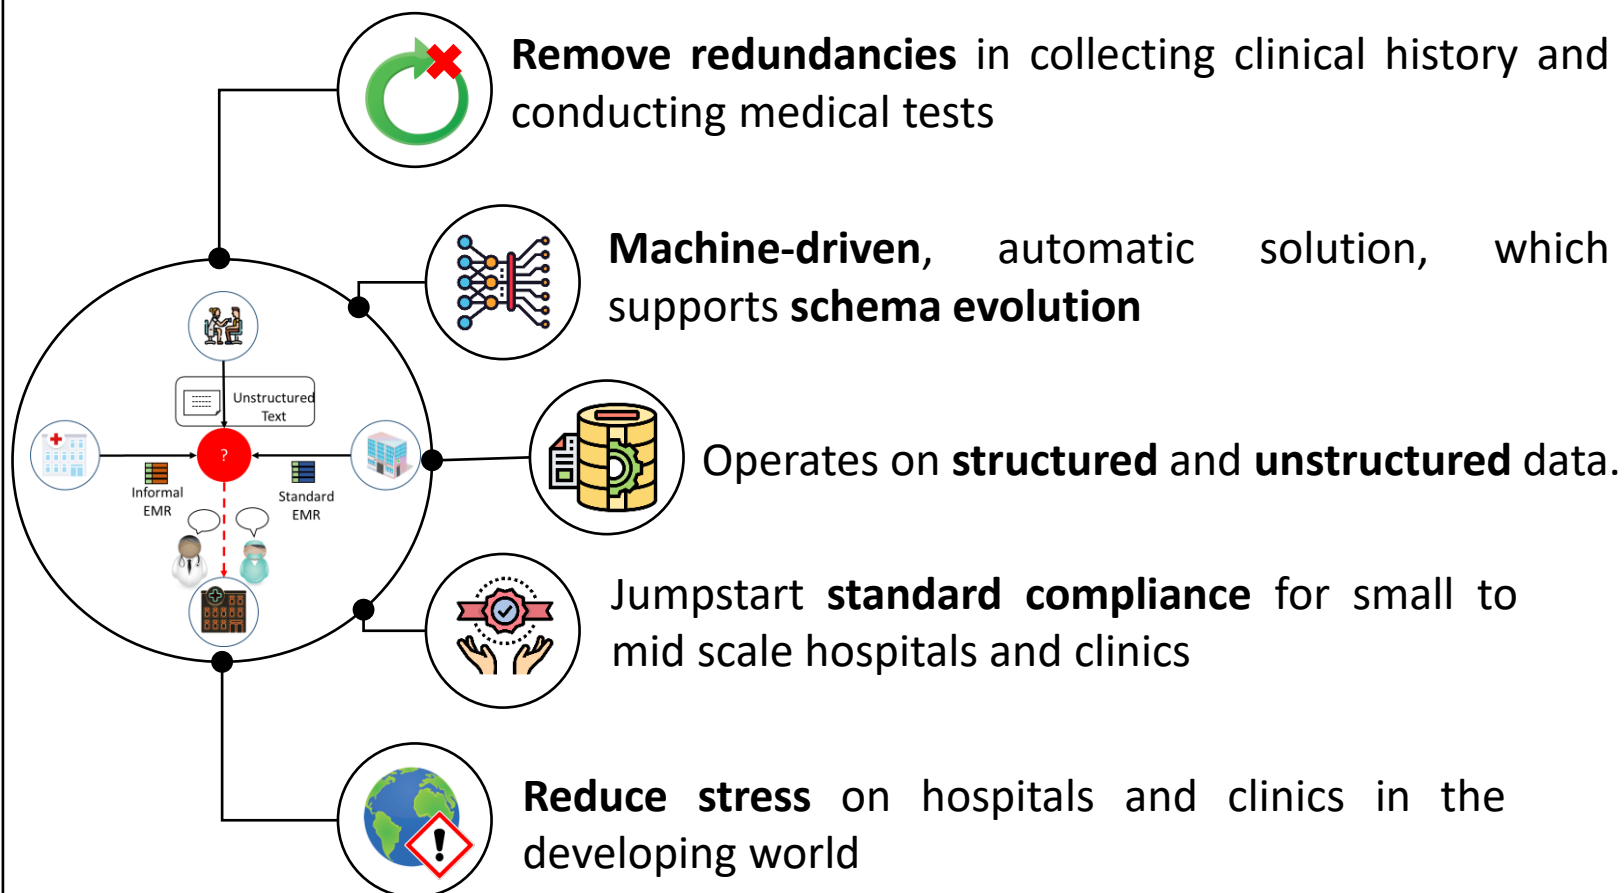 Remove redundancies in collecting clinical history and
conducting medical tests
Machine-driven, automatic solution, which
supports schema evolution
Unstructured
Text
?
Informal
EMR
Standard
EMR
Operates on structured and unstructured data.
Jumpstart standard compliance for small to
mid scale hospitals and clinics
Reduce stress on hospitals and clinics in the
developing world
!